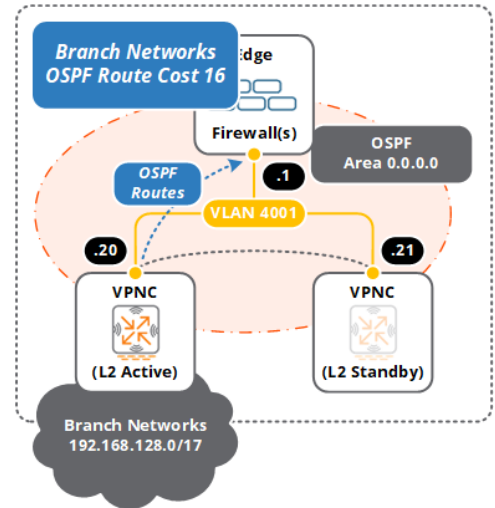 Branch Networks
OSPF Route Cost 16
Edge
Firewall(s)
OSPF
Area 0.0.0.0
OSPF
Routes
.1
VLAN 4001
.20
.21
VPNC
(L2 Active)
VPNC
(L2 Standby)
Branch Networks
192.168.128.0/17